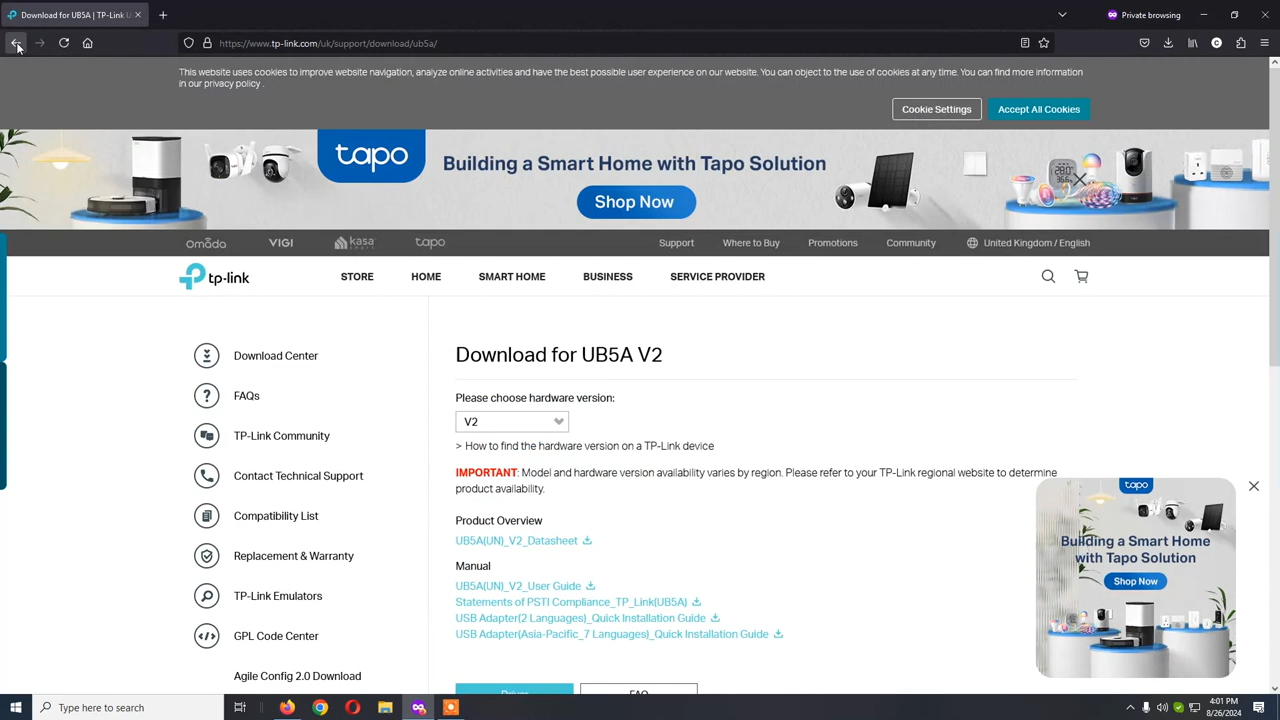 Download for UB5A | TP-Link U
Private browsing
https://www.tp-link.com/uk/support/download/ub5a/
This website uses cookies to improve website navigation, analyze online activities and have the best possible user experience on our website. You can object to the use of cookies at any time. You can find more information
in our privacy policy .
Cookie Settings
Accept All Cookies
tapo
Building a Smart Home with Tapo Solution
Shop Now
omada
VIGI
kasa smart
tapo
Support
Where to Buy
Promotions
Community
United Kingdom / English
tp-link
STORE
HOME
SMART HOME
BUSINESS
SERVICE PROVIDER
Download Center
FAQs
TP-Link Community
Contact Technical Support
Compatibility List
Replacement & Warranty
TP-Link Emulators
GPL Code Center
Agile Config 2.0 Download
Download for UB5A V2
Please choose hardware version:
V2
> How to find the hardware version on a TP-Link device
IMPORTANT: Model and hardware version availability varies by region. Please refer to your TP-Link regional website to determine
product availability.
Product Overview
UB5A(UN)_V2_Datasheet
Manual
UB5A(UN)_V2_User Guide
Statements of PSTI Compliance_TP_Link(UB5A)
USB Adapter(2 Languages)_Quick Installation Guide
USB Adapter(Asia-Pacific_7 Languages)_Quick Installation Guide
Driver
FAQ
tapo
Building a Smart Home
with Tapo Solution
Shop Now
Type here to search
4:01 PM
8/26/2024